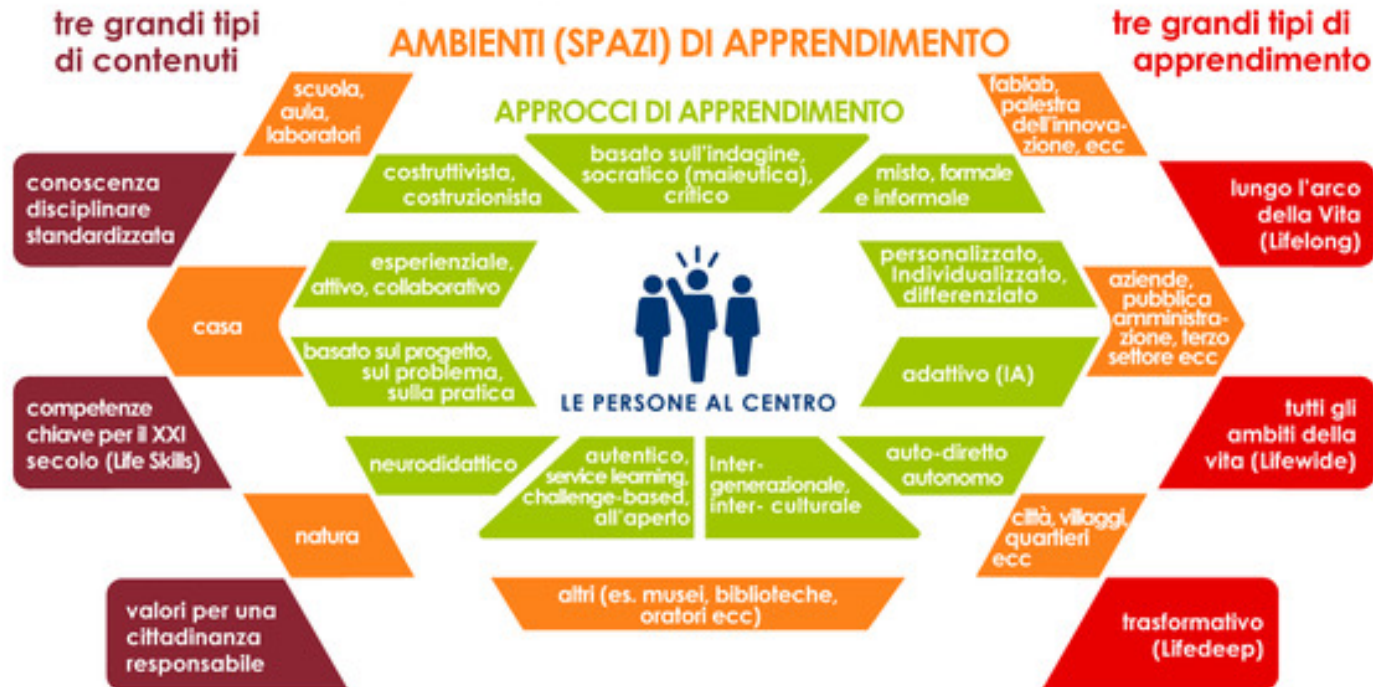 tre grandi tipi
di contenuti
AMBIENTI (SPAZI) DI APPRENDIMENTO
tre grandi tipi di
apprendimento
scuola,
aula,
laboratori
APPROCCI DI APPRENDIMENTO
fablab,
palestra
dell'innova-
zione, ecc
conoscenza
disciplinare
standardizzata
costruttivista,
costruzionista
basato sull'indagine,
socratico (maieutica),
critico
misto, formale
e informale
lungo l'arco
della Vita
(Lifelong)
esperienziale,
attivo, collaborativo
personalizzato,
Individualizzato,
differenziato
casa
aziende,
pubblica
amministra-
zione, terzo
settore ecc
basato sul progetto,
sul problema,
sulla pratica
adattivo (IA)
LE PERSONE AL CENTRO
competenze
chiave per il XXI
secolo (Life Skills)
tutti gli
ambiti della
vita (Lifewide)
neurodidattico
autentico,
service learning,
challenge-based,
all'aperto
Inter-
generazionale,
inter- culturale
auto-diretto
autonomo
natura
città, villaggi,
quartieri
ecc
altri (es. musei, biblioteche,
oratori ecc)
valori per una
cittadinanza
responsabile
trasformativo
(Lifedeep)